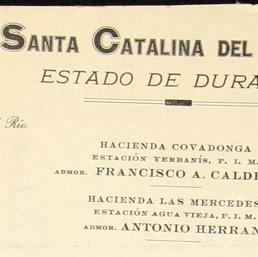 SANTA CATALINA DEL
ESTADO DE DURA
Río.
HACIENDA COVADONGA
ESTACIÓN YERBANÍS, F. I. M.
ADMOR. FRANCISCO A. CALDE
HACIENDA LAS MERCEDES
ESTACIÓN AGUA VIEJA, F. I. M.
ADMOR. ANTONIO HERRAN